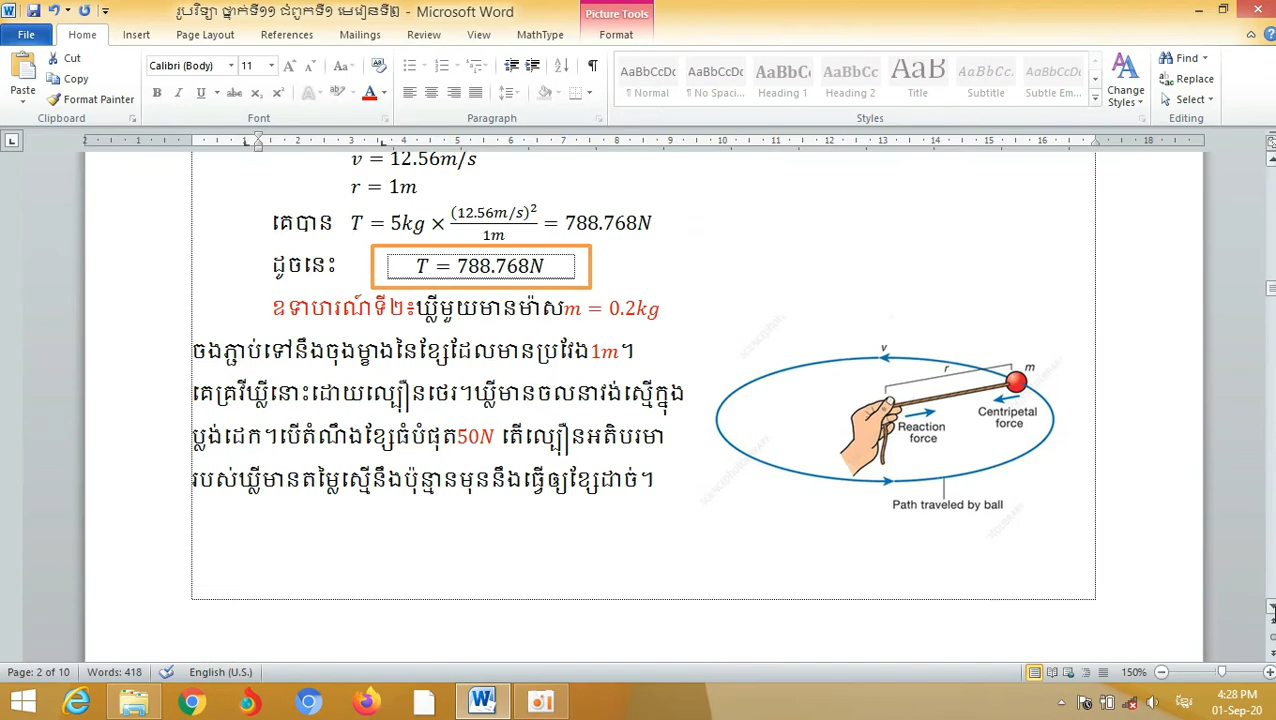 រូបវិទ្យា ថ្នាក់ទី១១ ជំពូកទី១ មេរៀនទី២ - Microsoft Word
Picture Tools
File
Home
Insert
Page Layout
References
Mailings
Review
View
MathType
Format
Paste
Cut
Copy
Format Painter
Clipboard
Calibri (Body)
11
Font
Paragraph
AaBbCcDc
¶ Normal
AaBbCcDc
¶ No Spaci...
AaBbCc
Heading
AaBbCc
Heading 2
AaB
Title
AaBbCcl
Subtitle
AaBbCcDc
Subtle Em...
Change Styles
Styles
Find
Replace
Select
Editing
v = 12.56m/s
r = 1m
គេបាន T = 5kg × (12.56m/s)² / 1m = 788.768N
ដូចនេះ T = 788.768N
ឧទាហរណ៍ទី២៖ឃ្លីមួយមានម៉ាសm = 0.2kg
ចងភ្ជាប់ទៅនឹងចុងម្ខាងនៃខ្សែដែលមានប្រវែង1m។
គេគ្រវីឃ្លីនោះដោយល្បឿនថេរ។ឃ្លីមានចលនាវង់ស្មើក្នុង
ប្លង់ដេក។បើតំណឹងខ្សែធំបំផុត50N តើល្បឿនអតិបរមា
របស់ឃ្លីមានតម្លៃស្មើនឹងប៉ុន្មានមុននឹងធ្វើឲ្យខ្សែដាច់។
v
r
m
Reaction force
Centripetal force
Path traveled by ball
Page: 2 of 10
Words: 418
English (U.S.)
150%
4:28 PM
01-Sep-20